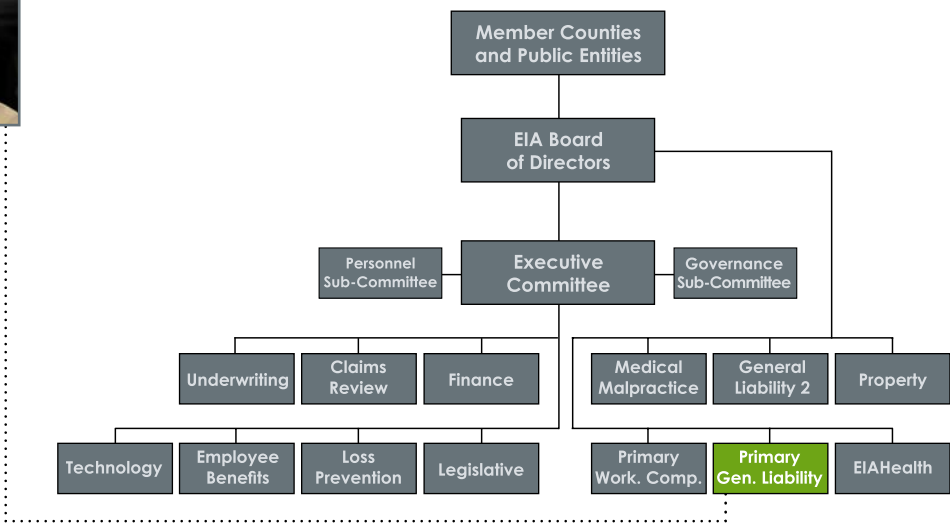 Member Counties
and Public Entities
EIA Board
of Directors
Personnel
Sub-Committee
Executive
Committee
Governance
Sub-Committee
Underwriting
Claims
Review
Finance
Medical
Malpractice
General
Liability 2
Property
Technology
Employee
Benefits
Loss
Prevention
Legislative
Primary
Work. Comp.
Primary
Gen. Liability
EIAHealth